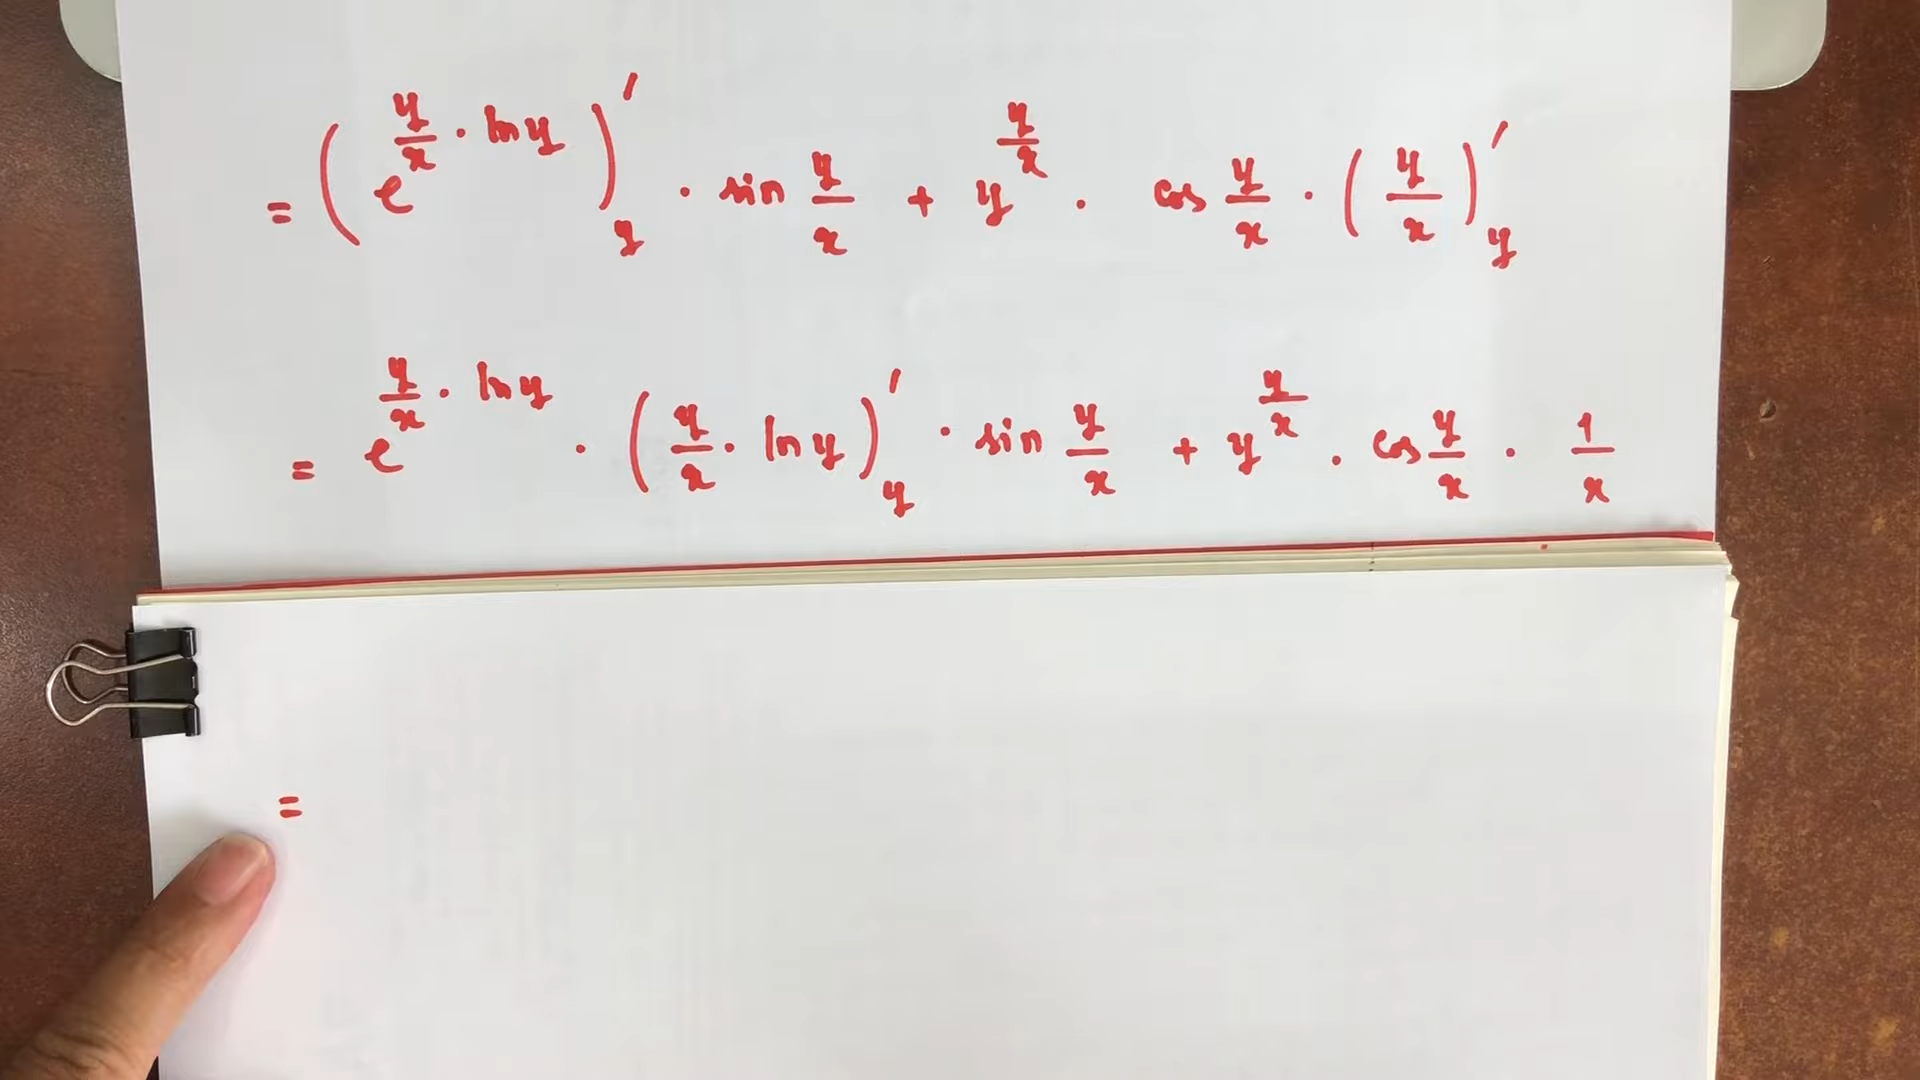 = ( e^{y/x · ln y} )'_y · sin y/x + y^{y/x} · cos y/x · ( y/x )'_y
= e^{y/x · ln y} · ( y/x · ln y )'_y · sin y/x + y^{y/x} · cos y/x · 1/x
=